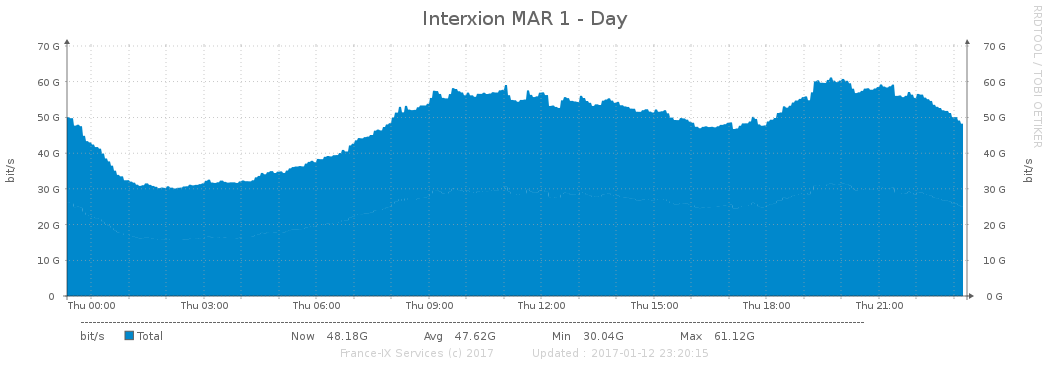 Interxion MAR 1 - Day
RRDTOOL / TOBI OETIKER
bit/s
70 G 70 G
60 G 60 G
50 G 50 G
40 G 40 G
30 G 30 G
20 G 20 G
10 G 10 G
0 0 G
bit/s
Thu 00:00 Thu 03:00 Thu 06:00 Thu 09:00 Thu 12:00 Thu 15:00 Thu 18:00 Thu 21:00
bit/s Total Now 48.18G Avg 47.62G Min 30.04G Max 61.12G
France-IX Services (c) 2017 Updated : 2017-01-12 23:20:15